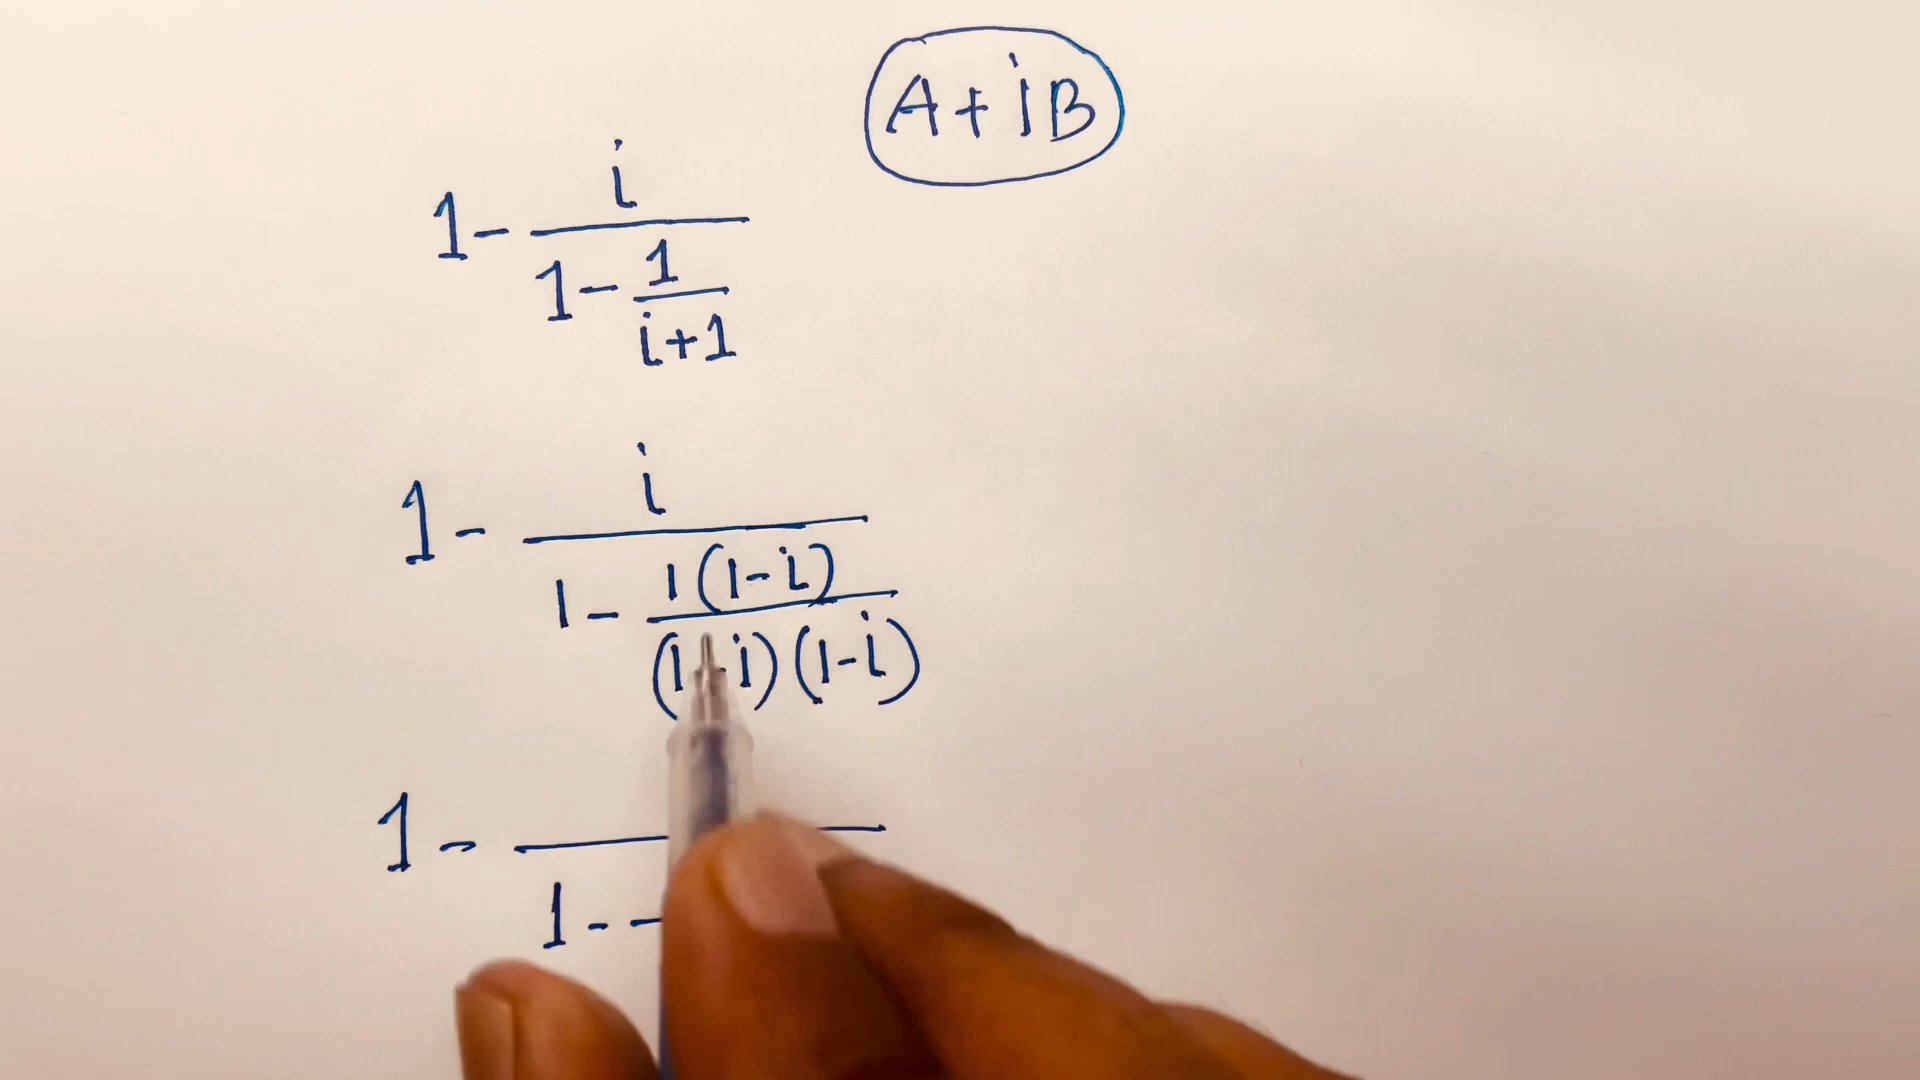 A + iB
1 - i
1 - 1
i + 1
1 - i
1 - 1(1-i)
(1 i)(1-i)
1 -
1 - -